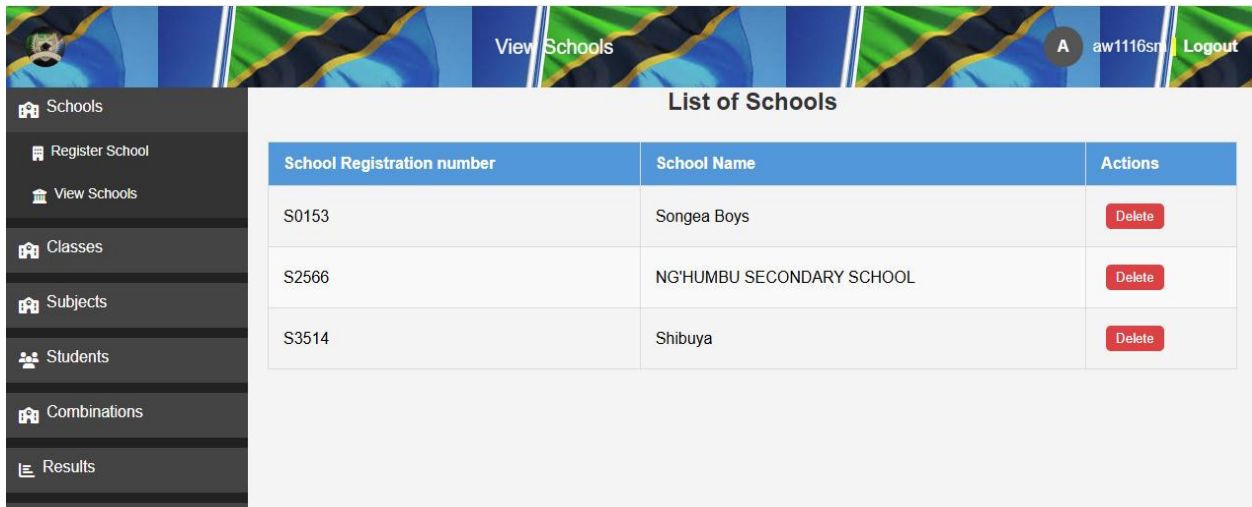 View Schools
A aw1116sm Logout
Schools
Register School
View Schools
Classes
Subjects
Students
Combinations
Results
List of Schools
School Registration number School Name Actions
S0153 Songea Boys Delete
S2566 NG'HUMBU SECONDARY SCHOOL Delete
S3514 Shibuya Delete